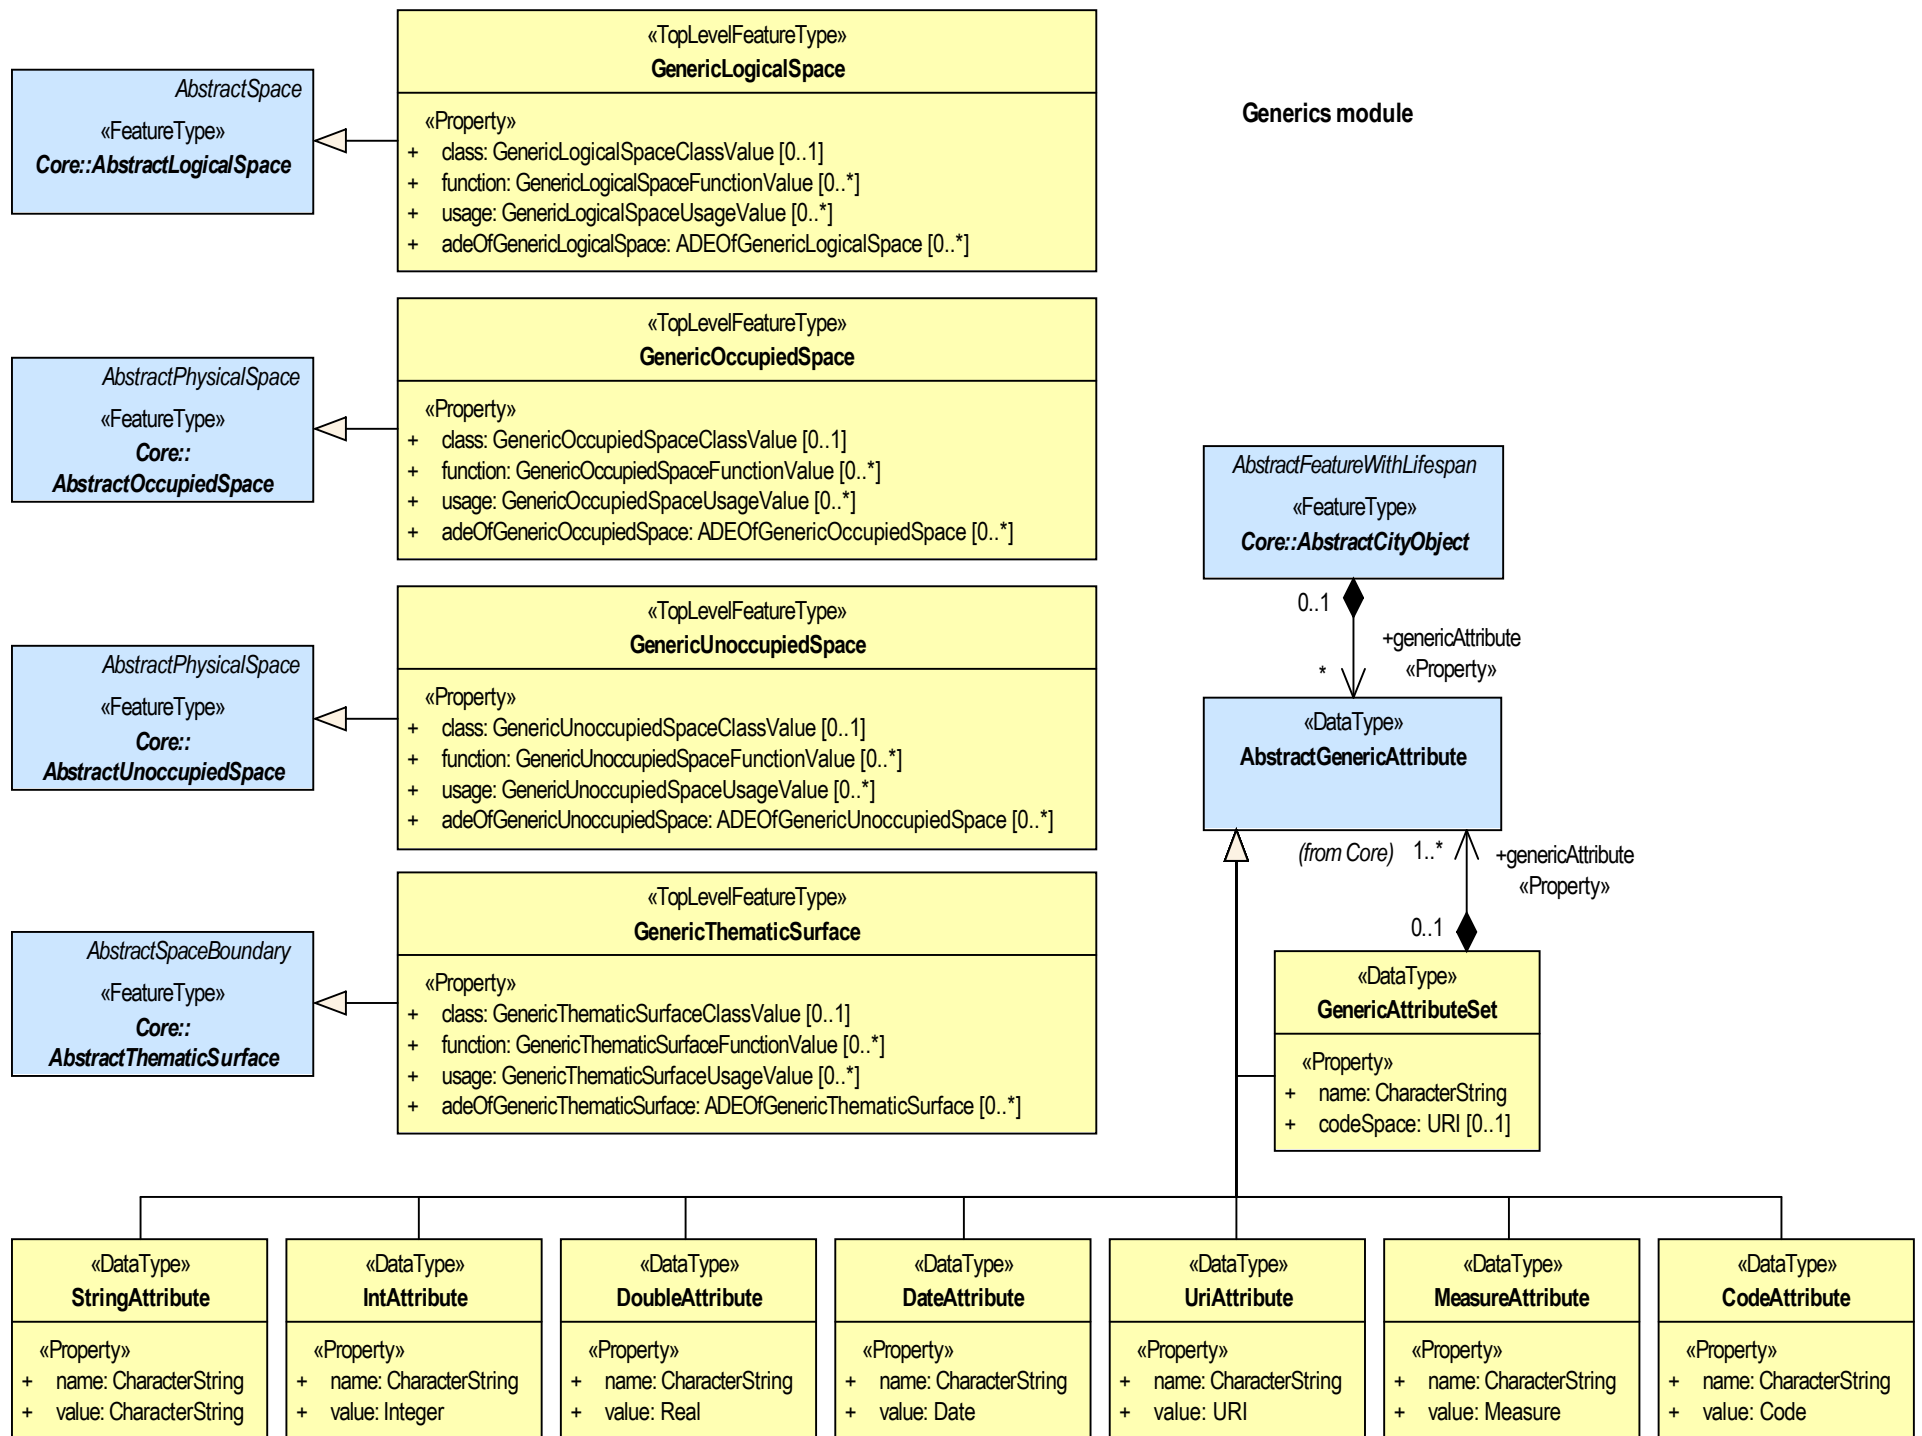 «TopLevelFeatureType»
GenericLogicalSpace
«Property»
+ class: GenericLogicalSpaceClassValue [0..1]
+ function: GenericLogicalSpaceFunctionValue [0..*]
+ usage: GenericLogicalSpaceUsageValue [0..*]
+ adeOfGenericLogicalSpace: ADEOfGenericLogicalSpace [0..*]
AbstractSpace
«FeatureType»
Core::AbstractLogicalSpace
Generics module
«TopLevelFeatureType»
GenericOccupiedSpace
«Property»
+ class: GenericOccupiedSpaceClassValue [0..1]
+ function: GenericOccupiedSpaceFunctionValue [0..*]
+ usage: GenericOccupiedSpaceUsageValue [0..*]
+ adeOfGenericOccupiedSpace: ADEOfGenericOccupiedSpace [0..*]
AbstractPhysicalSpace
«FeatureType»
Core::
AbstractOccupiedSpace
«TopLevelFeatureType»
GenericUnoccupiedSpace
«Property»
+ class: GenericUnoccupiedSpaceClassValue [0..1]
+ function: GenericUnoccupiedSpaceFunctionValue [0..*]
+ usage: GenericUnoccupiedSpaceUsageValue [0..*]
+ adeOfGenericUnoccupiedSpace: ADEOfGenericUnoccupiedSpace [0..*]
AbstractPhysicalSpace
«FeatureType»
Core::
AbstractUnoccupiedSpace
«TopLevelFeatureType»
GenericThematicSurface
«Property»
+ class: GenericThematicSurfaceClassValue [0..1]
+ function: GenericThematicSurfaceFunctionValue [0..*]
+ usage: GenericThematicSurfaceUsageValue [0..*]
+ adeOfGenericThematicSurface: ADEOfGenericThematicSurface [0..*]
AbstractSpaceBoundary
«FeatureType»
Core::
AbstractThematicSurface
AbstractFeatureWithLifespan
«FeatureType»
Core::AbstractCityObject
0..1
+genericAttribute
«Property»
*
«DataType»
AbstractGenericAttribute
(from Core)
1..*
+genericAttribute
«Property»
0..1
«DataType»
GenericAttributeSet
«Property»
+ name: CharacterString
+ codeSpace: URI [0..1]
«DataType»
StringAttribute
«Property»
+ name: CharacterString
+ value: CharacterString
«DataType»
IntAttribute
«Property»
+ name: CharacterString
+ value: Integer
«DataType»
DoubleAttribute
«Property»
+ name: CharacterString
+ value: Real
«DataType»
DateAttribute
«Property»
+ name: CharacterString
+ value: Date
«DataType»
UriAttribute
«Property»
+ name: CharacterString
+ value: URI
«DataType»
MeasureAttribute
«Property»
+ name: CharacterString
+ value: Measure
«DataType»
CodeAttribute
«Property»
+ name: CharacterString
+ value: Code